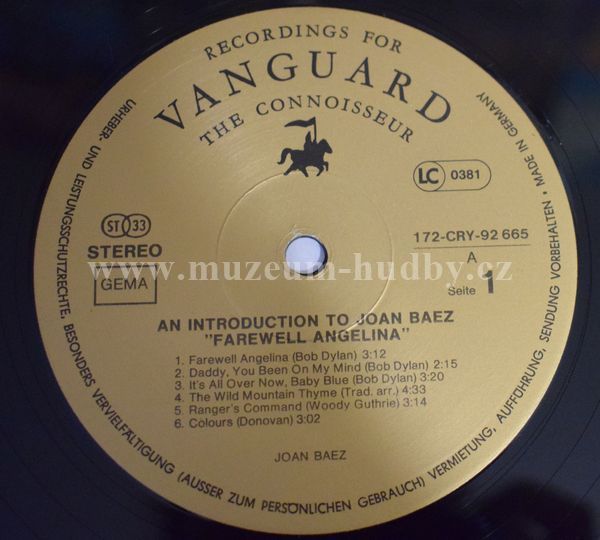 RECORDINGS FOR
VANGUARD
THE CONNOISSEUR
LC 0381
ST 33
STEREO
GEMA
172-CRY-92 665
A
Seite 1
www.muzeum-hudby.cz
AN INTRODUCTION TO JOAN BAEZ
"FAREWELL ANGELINA"
1. Farewell Angelina (Bob Dylan) 3:12
2. Daddy, You Been On My Mind (Bob Dylan) 2:15
3. It's All Over Now, Baby Blue (Bob Dylan) 3:20
4. The Wild Mountain Thyme (Trad. arr.) 4:33
5. Ranger's Command (Woody Guthrie) 3:14
6. Colours (Donovan) 3:02
JOAN BAEZ
URHEBER- UND LEISTUNGSSCHUTZRECHTE, BESONDERS VERVIELFÄLTIGUNG (AUSSER ZUM PERSÖNLICHEN GEBRAUCH) VERMIETUNG, AUFFÜHRUNG, SENDUNG VORBEHALTEN • MADE IN GERMANY